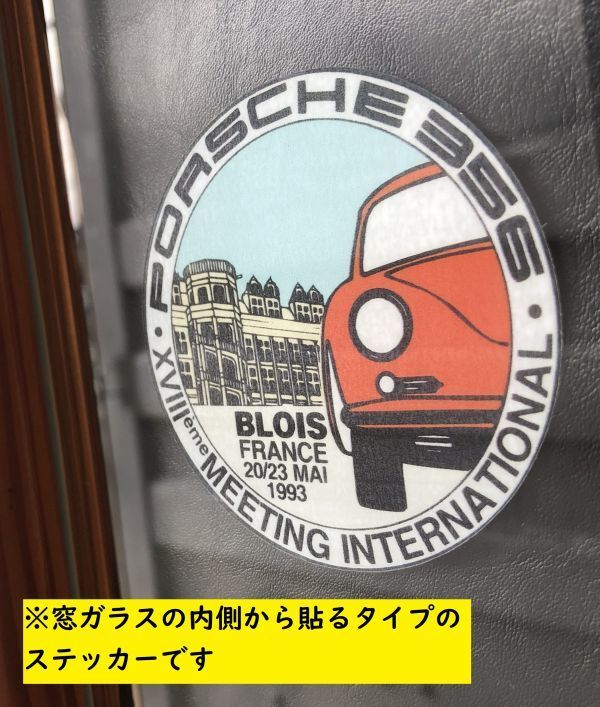 PORSCHE 356
XVIIIème MEETING INTERNATIONAL
BLOIS
FRANCE
20/23 MAI
1993
※窓ガラスの内側から貼るタイプの
ステッカーです